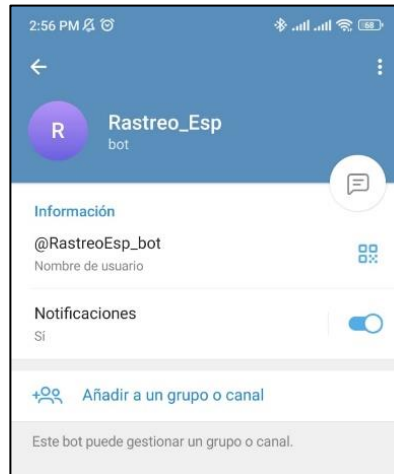 2:56 PM 68
R
Rastreo_Esp
bot
Información
@RastreoEsp_bot
Nombre de usuario
Notificaciones
Sí
Añadir a un grupo o canal
Este bot puede gestionar un grupo o canal.